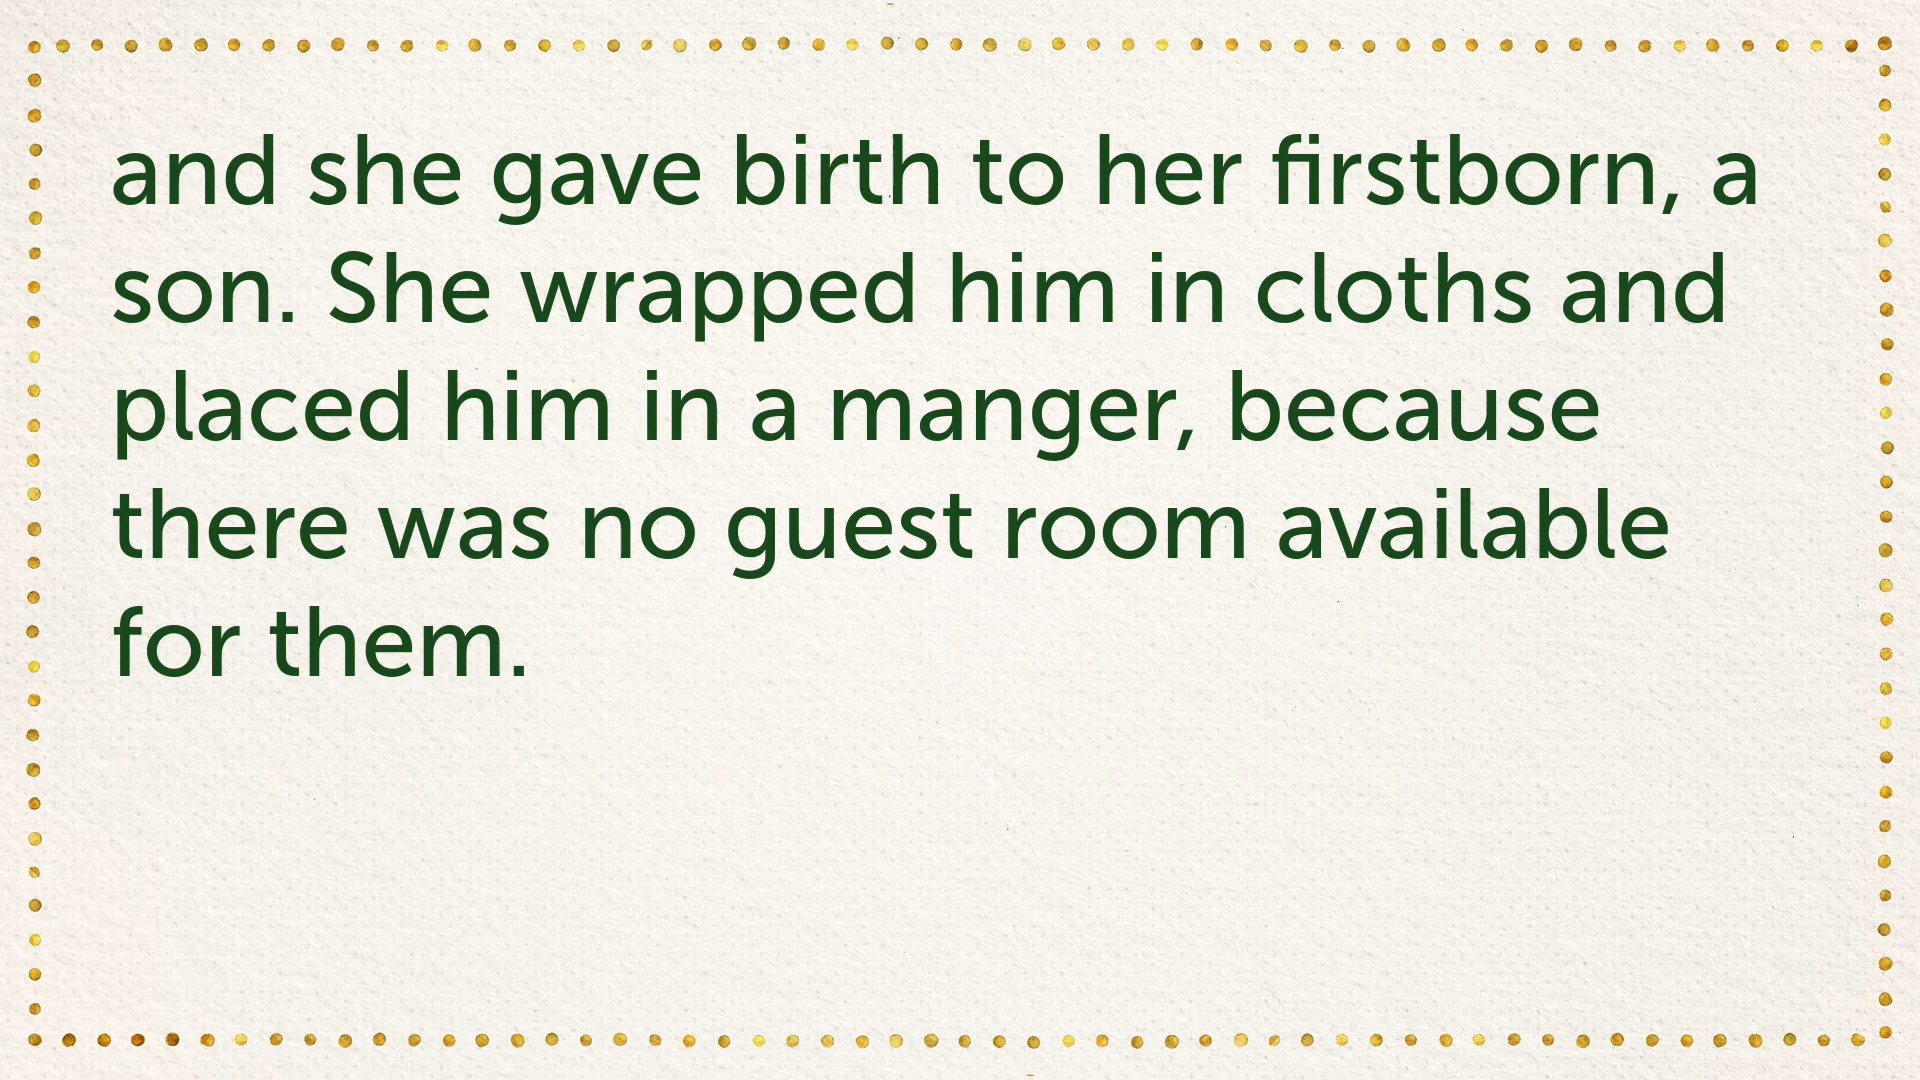 and she gave birth to her firstborn, a
son. She wrapped him in cloths and
placed him in a manger, because
there was no guest room available
for them.